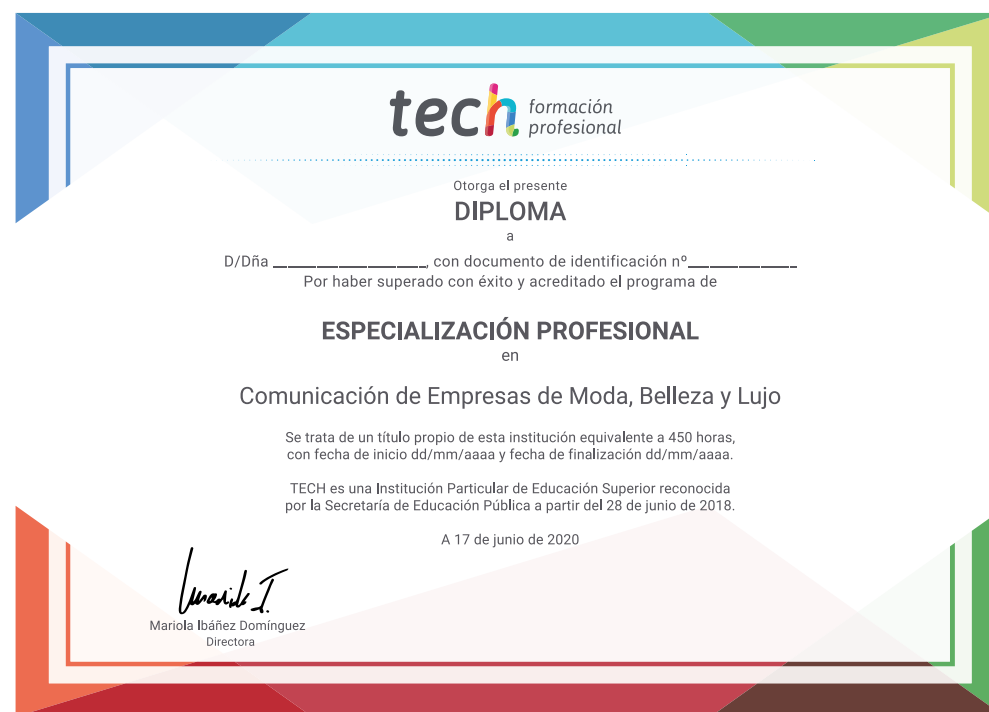 tech formación
profesional
Otorga el presente
DIPLOMA
a
D/Dña ____________________, con documento de identificación nº______________
Por haber superado con éxito y acreditado el programa de
ESPECIALIZACIÓN PROFESIONAL
en
Comunicación de Empresas de Moda, Belleza y Lujo
Se trata de un título propio de esta institución equivalente a 450 horas,
con fecha de inicio dd/mm/aaaa y fecha de finalización dd/mm/aaaa.
TECH es una Institución Particular de Educación Superior reconocida
por la Secretaría de Educación Pública a partir del 28 de junio de 2018.
A 17 de junio de 2020
Mariola Ibáñez Domínguez
Directora